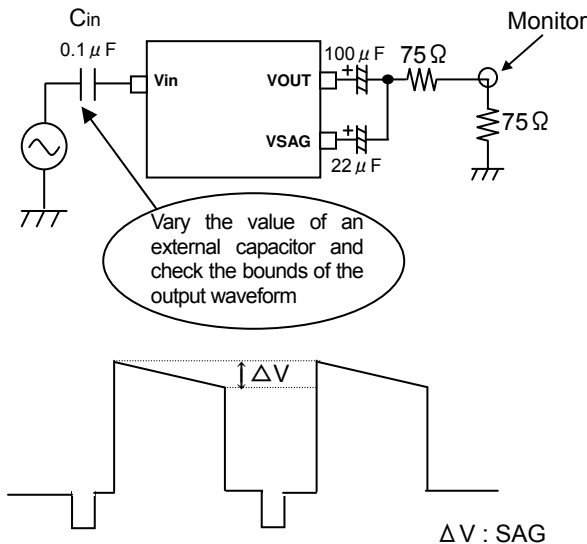 Cin
Monitor
0.1μF
100μF
75Ω
+
Vin
VOUT
VSAG
+
75Ω
22μF
Vary the value of an
external capacitor and
check the bounds of the
output waveform
ΔV
ΔV : SAG